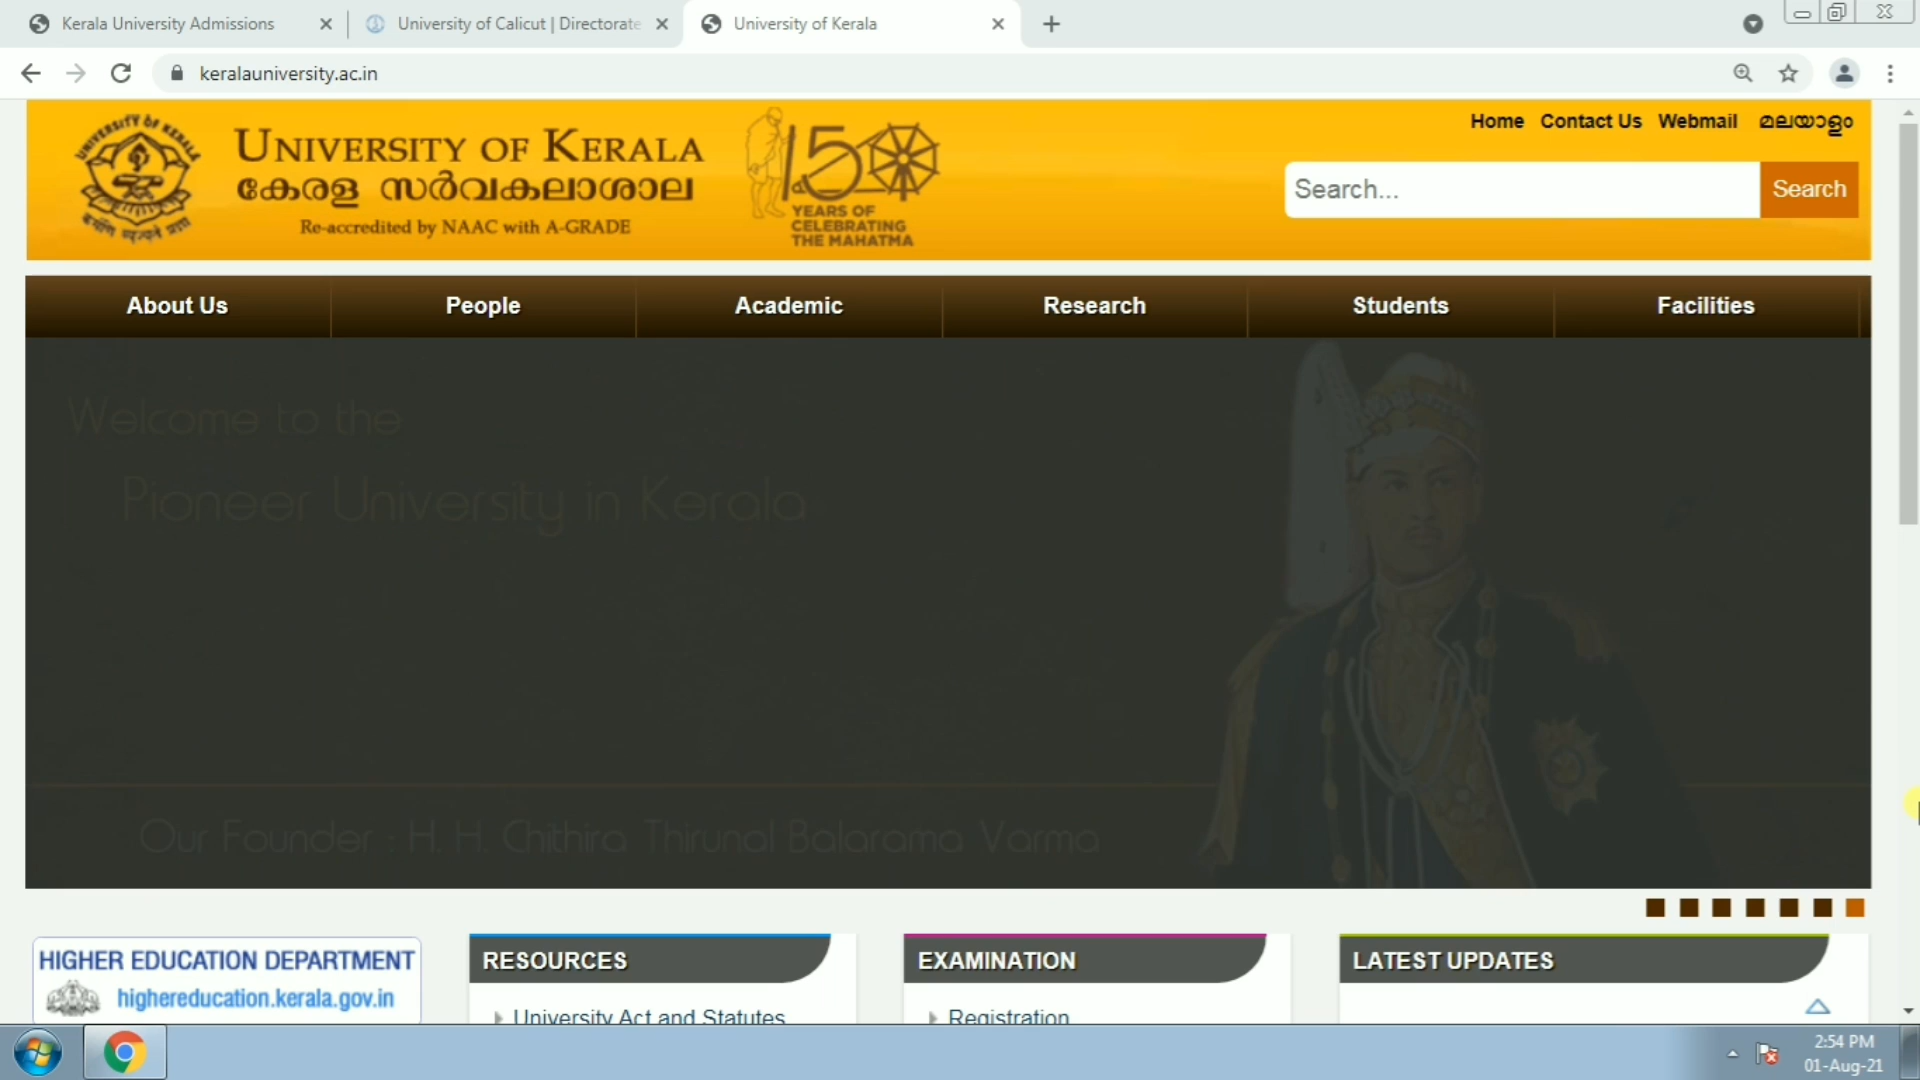 Kerala University Admissions
University of Calicut | Directorate
University of Kerala
keralauniversity.ac.in
Home Contact Us Webmail മലയാളം
UNIVERSITY OF KERALA
കേരള സർവകലാശാല
Re-accredited by NAAC with A-GRADE
UNIVERSITY OF KERALA
150
YEARS OF
CELEBRATING
THE MAHATMA
Search...
Search
About Us
People
Academic
Research
Students
Facilities
Welcome to the
Pioneer University in Kerala
Our Founder : H. H. Chithira Thirunal Balarama Varma
HIGHER EDUCATION DEPARTMENT
highereducation.kerala.gov.in
RESOURCES
University Act and Statutes
EXAMINATION
Registration
LATEST UPDATES
2:54 PM
01-Aug-21